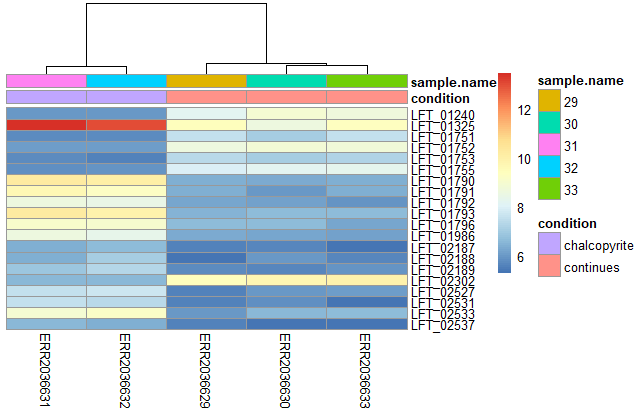 sample.name
condition
LFT_01240
LFT_01325
LFT_01751
LFT_01752
LFT_01753
LFT_01755
LFT_01790
LFT_01791
LFT_01792
LFT_01793
LFT_01796
LFT_01986
LFT_02187
LFT_02188
LFT_02189
LFT_02302
LFT_02527
LFT_02531
LFT_02533
LFT_02537
ERR2036631
ERR2036632
ERR2036629
ERR2036630
ERR2036633
12
10
8
6
sample.name
29
30
31
32
33
condition
chalcopyrite
continues